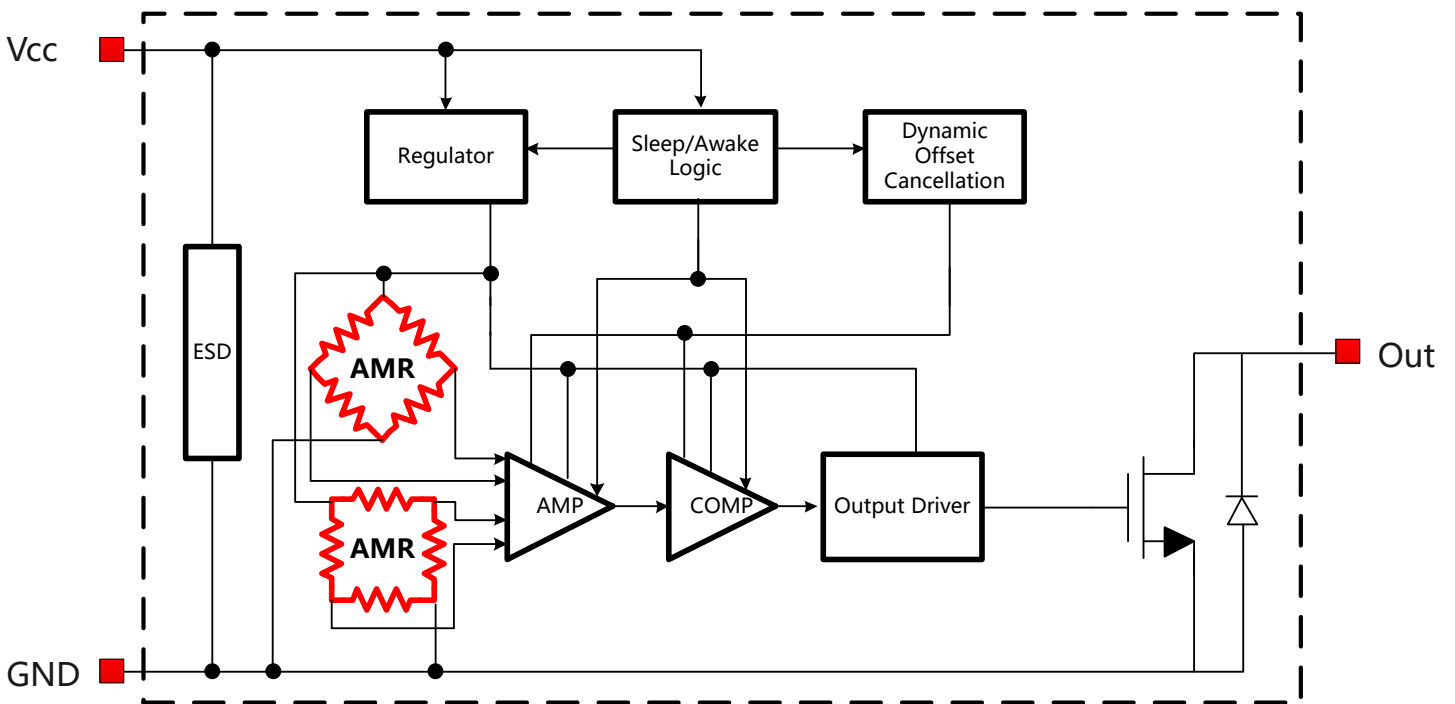 Vcc
Regulator
Sleep/Awake
Logic
Dynamic
Offset
Cancellation
ESD
AMR
Out
AMP
COMP
Output Driver
AMR
GND